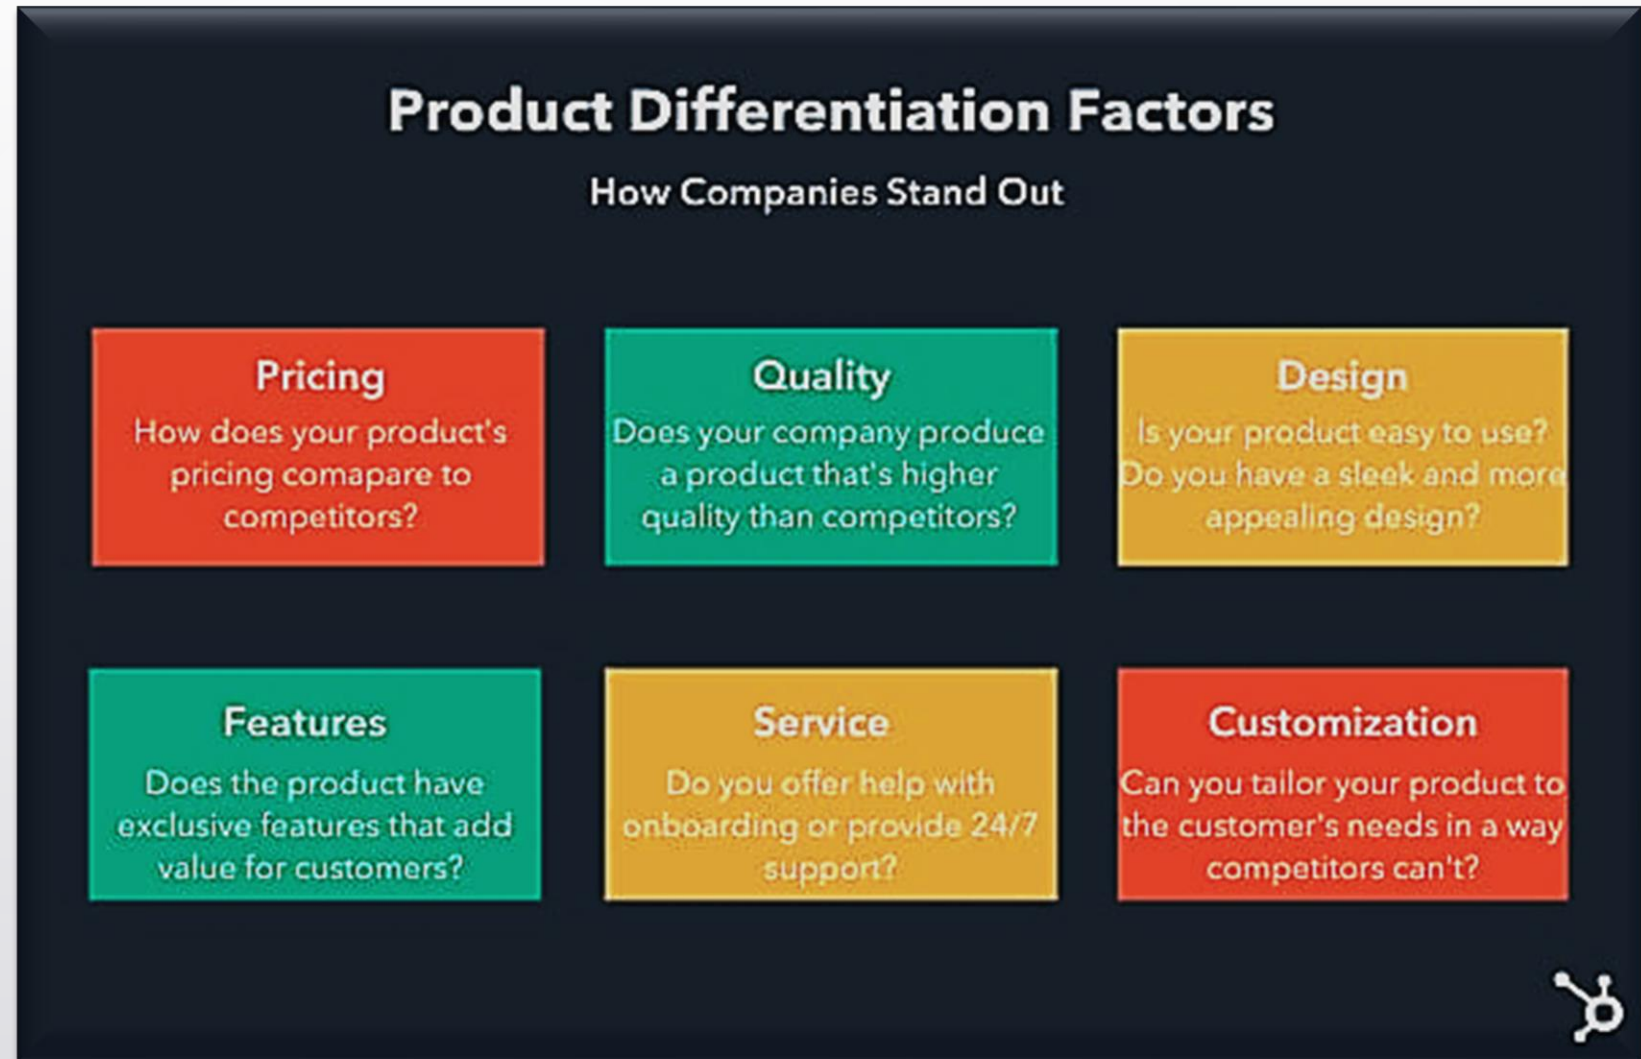 Product Differentiation Factors
How Companies Stand Out
Pricing
How does your product's
pricing comapare to
competitors?
Quality
Does your company produce
a product that's higher
quality than competitors?
Design
Is your product easy to use?
Do you have a sleek and more
appealing design?
Features
Does the product have
exclusive features that add
value for customers?
Service
Do you offer help with
onboarding or provide 24/7
support?
Customization
Can you tailor your product to
the customer's needs in a way
competitors can't?